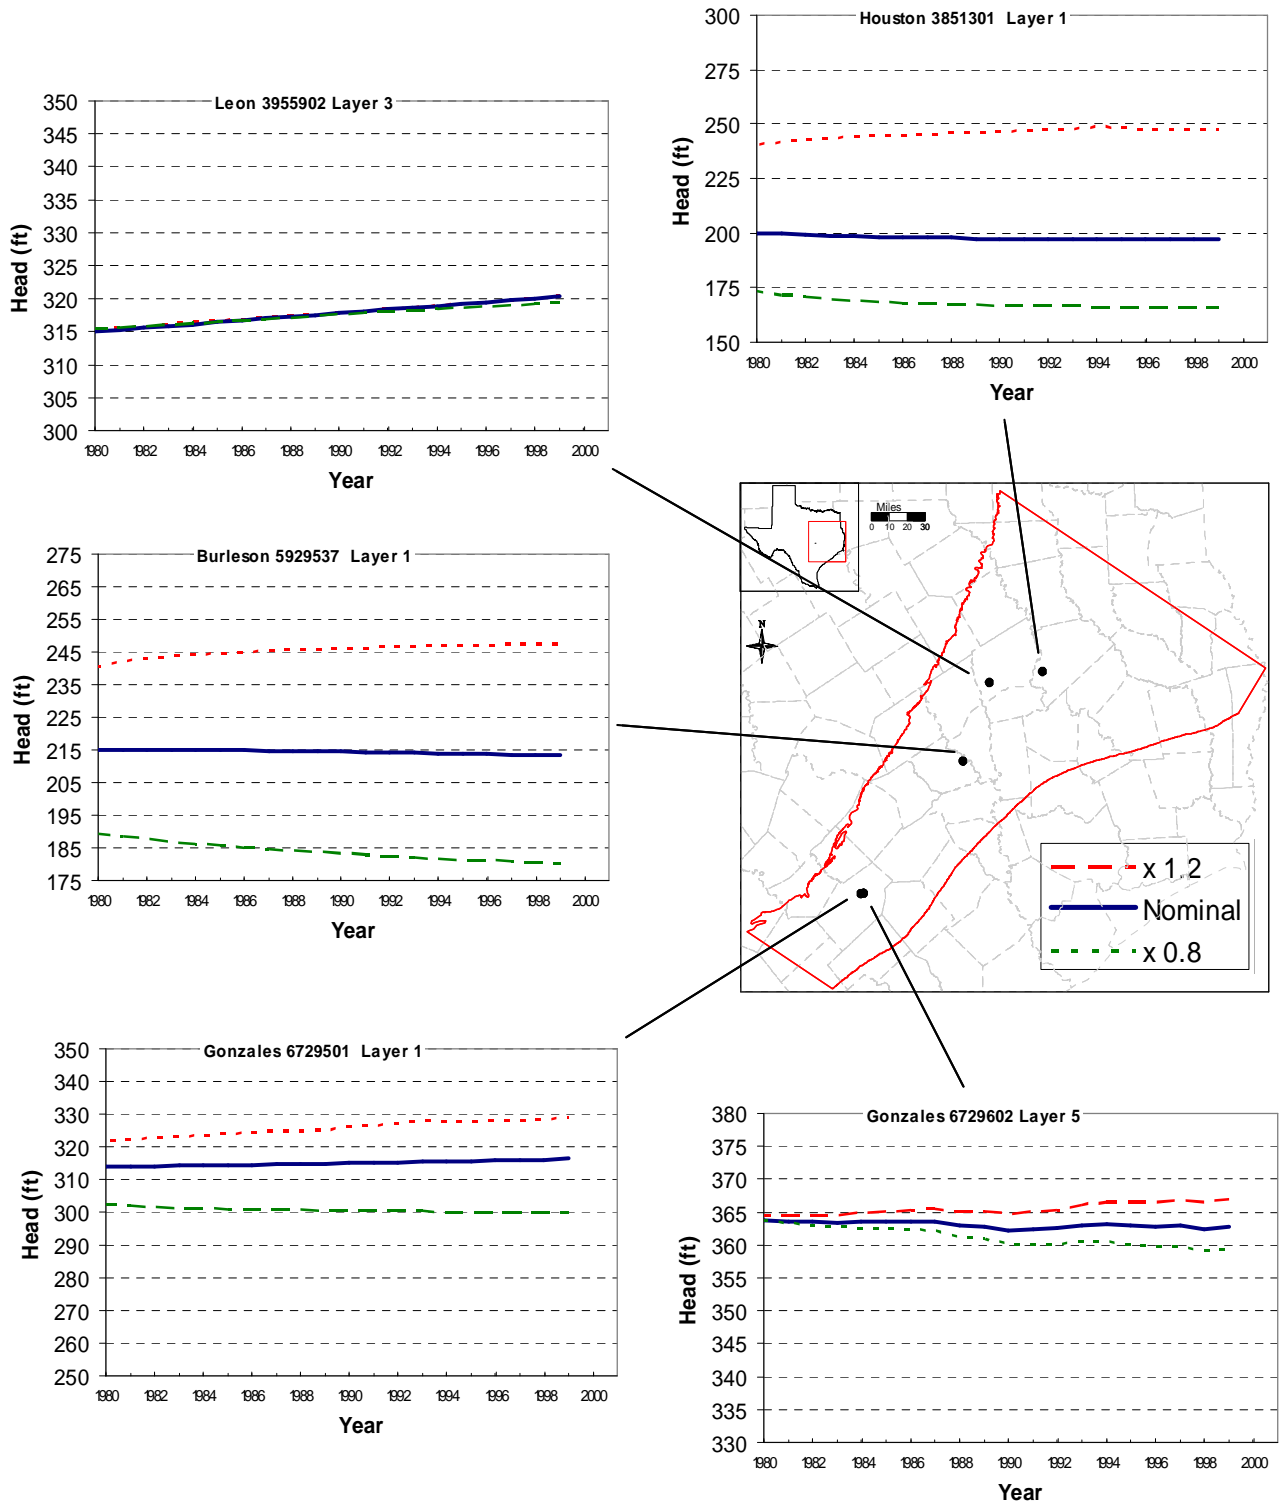 Houston 3851301 Layer 1
300
275
250
225
200
175
150
Head (ft)
1980 1982 1984 1986 1988 1990 1992 1994 1996 1998 2000
Year
Leon 3955902 Layer 3
350
345
340
335
330
325
320
315
310
305
300
Head (ft)
1980 1982 1984 1986 1988 1990 1992 1994 1996 1998 2000
Year
Miles
0 10 20 30
N
x 1.2
Nominal
x 0.8
Burleson 5929537 Layer 1
275
265
255
245
235
225
215
205
195
185
175
Head (ft)
1980 1982 1984 1986 1988 1990 1992 1994 1996 1998 2000
Year
Gonzales 6729501 Layer 1
350
340
330
320
310
300
290
280
270
260
250
Head (ft)
1980 1982 1984 1986 1988 1990 1992 1994 1996 1998 2000
Year
Gonzales 6729602 Layer 5
380
375
370
365
360
355
350
345
340
335
330
Head (ft)
1980 1982 1984 1986 1988 1990 1992 1994 1996 1998 2000
Year